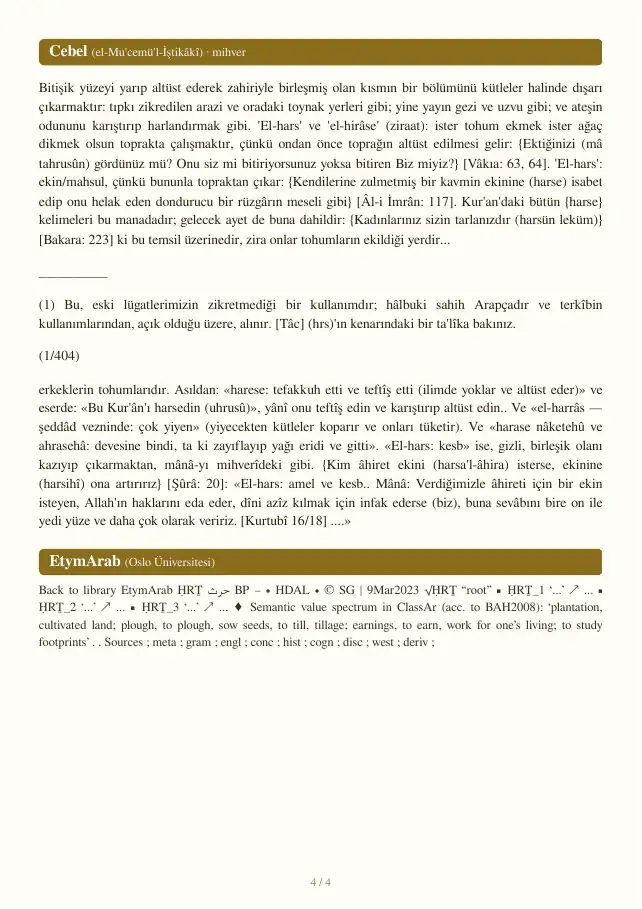 Cebel (el-Mu'cemü'l-İştikâkî) · mihver
Bitişik yüzeyi yarıp altüst ederek zahiriyle birleşmiş olan kısmın bir bölümünü kütleler halinde dışarı
çıkarmaktır: tıpkı zikredilen arazi ve oradaki toynak yerleri gibi; yine yayın gezi ve uzvu gibi; ve ateşin
odununu karıştırıp harlandırmak gibi. 'El-hars' ve 'el-hirâse' (ziraat): ister tohum ekmek ister ağaç
dikmek olsun toprakta çalışmaktır, çünkü ondan önce toprağın altüst edilmesi gelir: {Ektiğinizi (mâ
tahrusûn) gördünüz mü? Onu siz mi bitiriyorsunuz yoksa bitiren Biz miyiz?} [Vâkıa: 63, 64]. 'El-hars':
ekin/mahsul, çünkü bununla topraktan çıkar: {Kendilerine zulmetmiş bir kavmin ekinine (harse) isabet
edip onu helak eden dondurucu bir rüzgârın meseli gibi} [Âl-i İmrân: 117]. Kur'an'daki bütün {harse}
kelimeleri bu manadadır; gelecek ayet de buna dahildir: {Kadınlarınız sizin tarlanızdır (harsün leküm)}
[Bakara: 223] ki bu temsil üzerinedir, zira onlar tohumların ekildiği yerdir...
__________
(1) Bu, eski lügatlerimizin zikretmediği bir kullanımdır; hâlbuki sahih Arapçadır ve terkîbin
kullanımlarından, açık olduğu üzere, alınır. [Tâc] (hrs)'ın kenarındaki bir ta'lîka bakınız.
(1/404)
erkeklerin tohumlarıdır. Asıldan: «harese: tefakkuh etti ve teftîş etti (ilimde yoklar ve altüst eder)» ve
eserde: «Bu Kur'ân'ı harsedin (uhrusû)», yânî onu teftîş edin ve karıştırıp altüst edin.. Ve «el-harrâs —
şeddâd vezninde: çok yiyen» (yiyecekten kütleler koparır ve onları tüketir). Ve «harase nâketehû ve
ahrasehâ: devesine bindi, ta ki zayıflayıp yağı eridi ve gitti». «El-hars: kesb» ise, gizli, birleşik olanı
kazıyıp çıkarmaktan, mânâ-yı mihverîdeki gibi. {Kim âhiret ekini (harsa'l-âhira) isterse, ekinine
(harsihî) ona artırırız} [Şûrâ: 20]: «El-hars: amel ve kesb.. Mânâ: Verdiğimizle âhireti için bir ekin
isteyen, Allah'ın haklarını eda eder, dîni azîz kılmak için infak ederse (biz), buna sevâbını bire on ile
yedi yüze ve daha çok olarak veririz. [Kurtubî 16/18] ....»
EtymArab (Oslo Üniversitesi)
Back to library EtymArab ḤRṮ حرث BP – • HDAL • © SG | 9Mar2023 √ḤRṮ “root” ▪ ḤRṮ_1 ‘...’ ↗ ... ▪
ḤRṮ_2 ‘...’ ↗ ... ▪ ḤRṮ_3 ‘...’ ↗ ... ♦ Semantic value spectrum in ClassAr (acc. to BAH2008): ‘plantation,
cultivated land; plough, to plough, sow seeds, to till, tillage; earnings, to earn, work for one’s living; to study
footprints’ . . Sources ; meta ; gram ; engl ; conc ; hist ; cogn ; disc ; west ; deriv ;
4 / 4